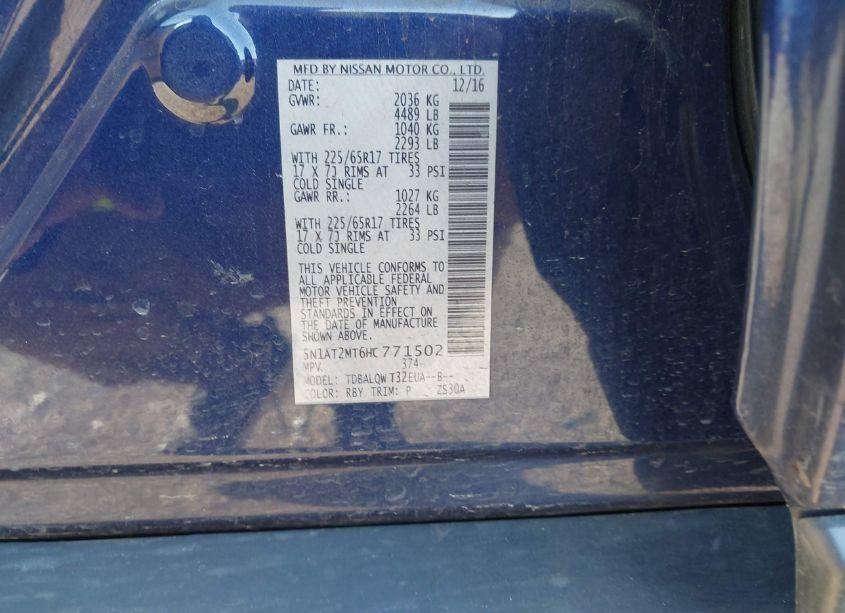 MFD BY NISSAN MOTOR CO., LTD.
DATE: 12/16
GVWR: 2036 KG
4489 LB
GAWR FR.: 1040 KG
2293 LB
WITH 225/65R17 TIRES
17 X 7J RIMS AT 33 PSI
COLD SINGLE
GAWR RR.: 1027 KG
2264 LB
WITH 225/65R17 TIRES
17 X 7J RIMS AT 33 PSI
COLD SINGLE
THIS VEHICLE CONFORMS TO
ALL APPLICABLE FEDERAL
MOTOR VEHICLE SAFETY AND
THEFT PREVENTION
STANDARDS IN EFFECT ON
THE DATE OF MANUFACTURE
SHOWN ABOVE.
5N1AT2MT6HC771502
MPV. 374-
MODEL: TDBALQWT32EUA--B--
COLOR: RBY TRIM: P ZS30A